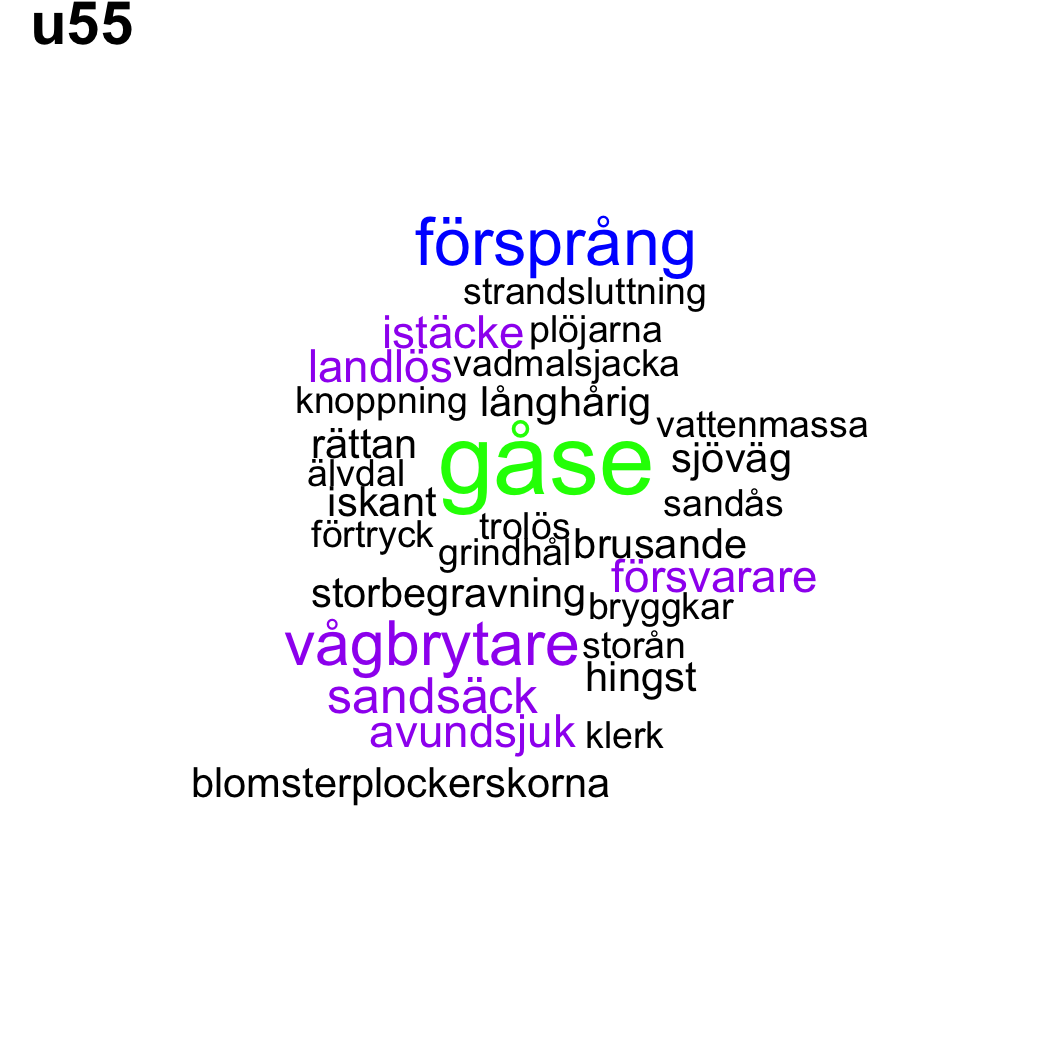 u55
försprång
strandsluttning
istäcke plöjarna
landlös vadmalsjacka
knoppning långhårig
vattenmassa
rättan gåse sjöväg
älvdal
iskant sandås
förtryck trolös
grindhål brusande
försvarare
storbegravning bryggkar
vågbrytare storån
hingst
sandsäck
avundsjuk klerk
blomsterplockerskorna